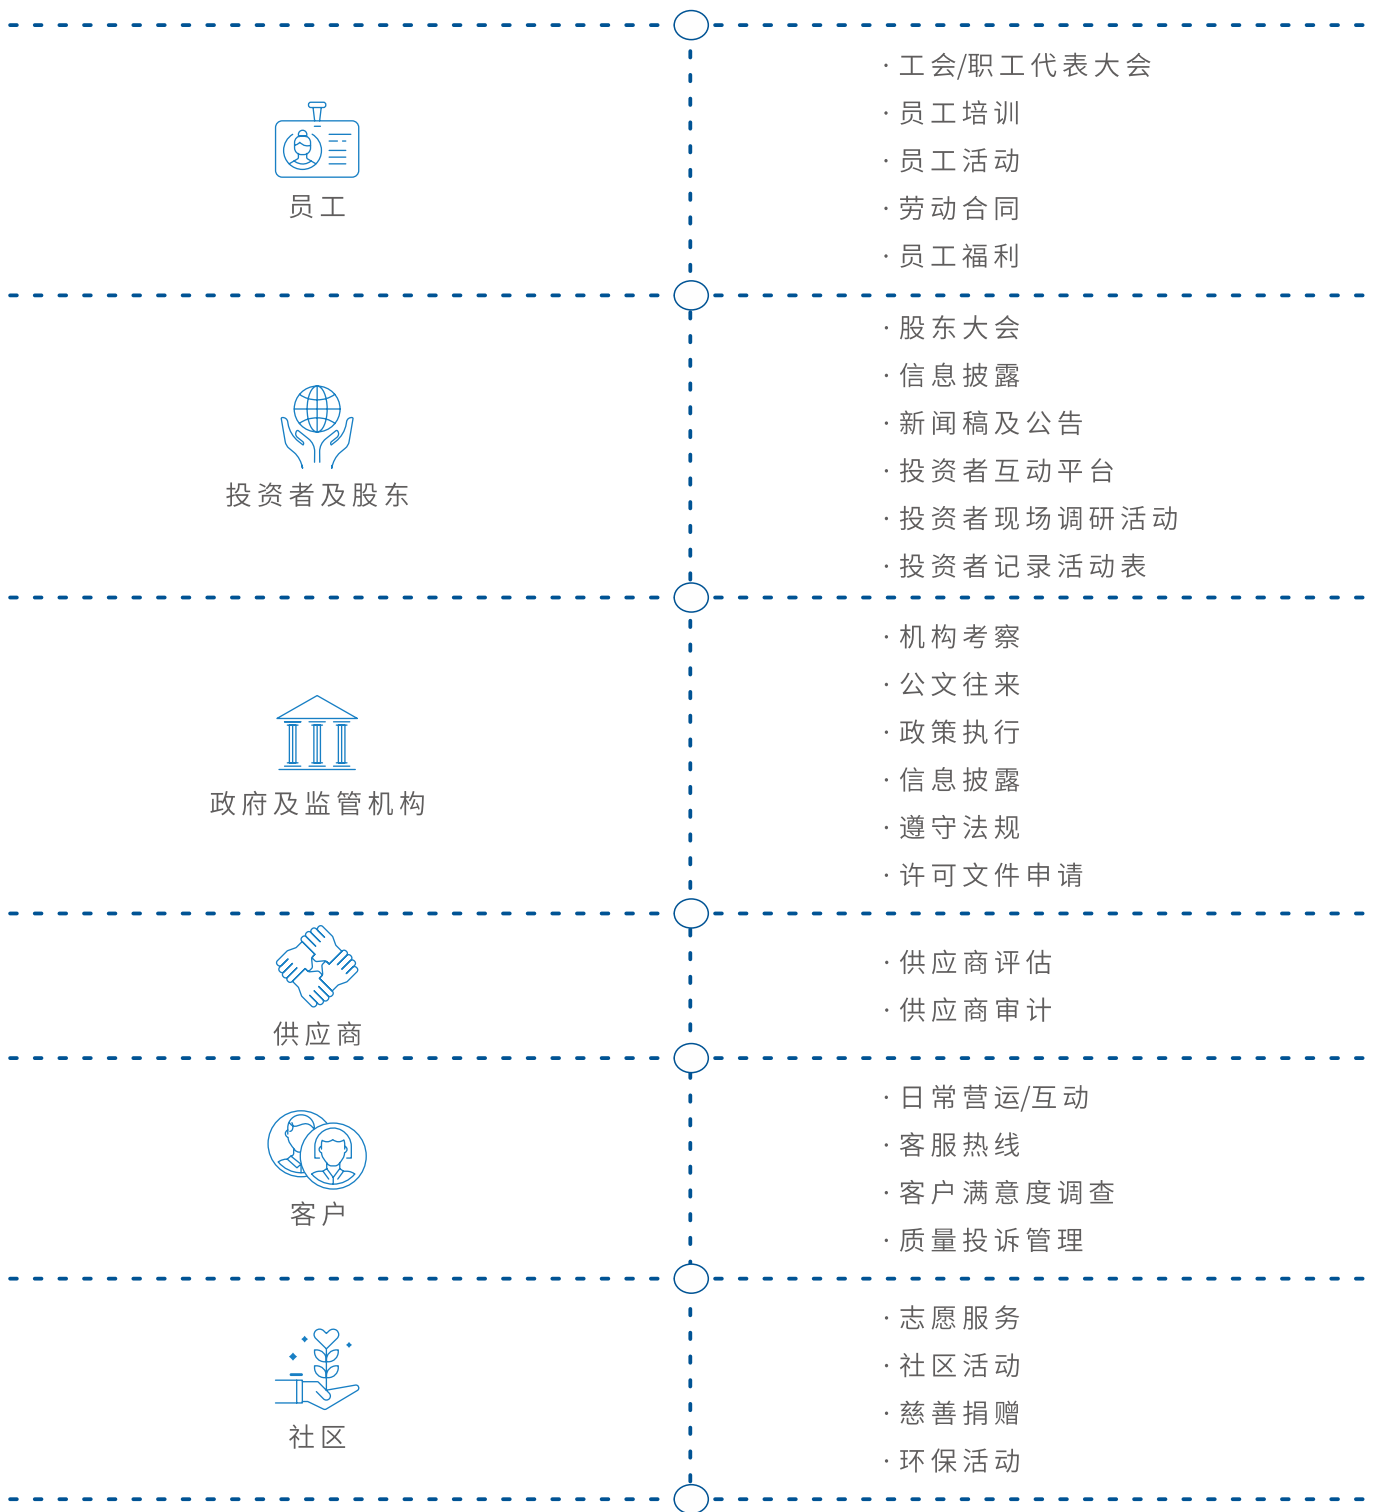 员工
· 工会/职工代表大会
· 员工培训
· 员工活动
· 劳动合同
· 员工福利
投资者及股东
· 股东大会
· 信息披露
· 新闻稿及公告
· 投资者互动平台
· 投资者现场调研活动
· 投资者记录活动表
政府及监管机构
· 机构考察
· 公文往来
· 政策执行
· 信息披露
· 遵守法规
· 许可文件申请
供应商
· 供应商评估
· 供应商审计
客户
· 日常营运/互动
· 客服热线
· 客户满意度调查
· 质量投诉管理
社区
· 志愿服务
· 社区活动
· 慈善捐赠
· 环保活动